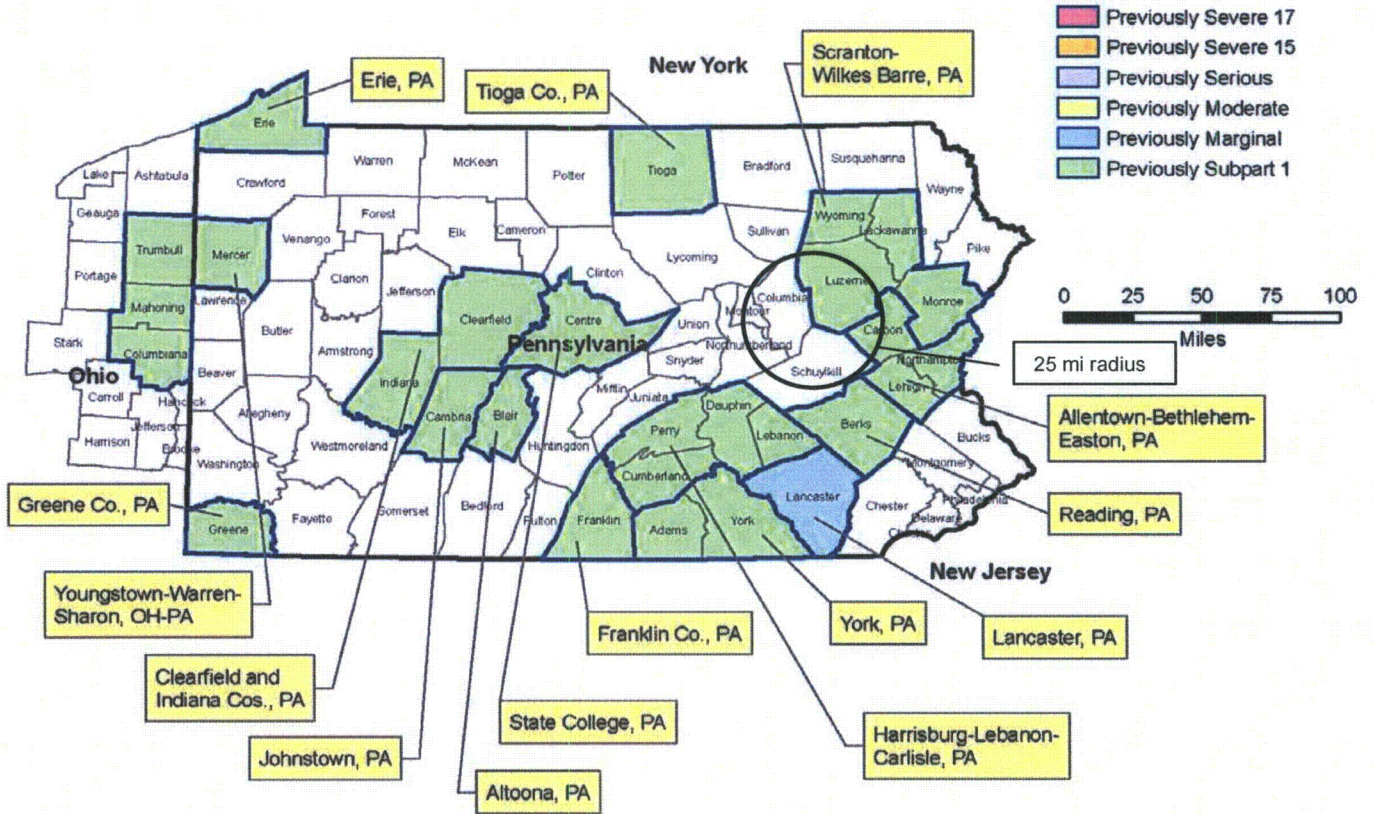 Previously Severe 17
Previously Severe 15
Previously Serious
Previously Moderate
Previously Marginal
Previously Subpart 1
New York
Erie, PA
Tioga Co., PA
Scranton-
Wilkes Barre, PA
Erie
Warren
McKean
Potter
Tioga
Bradford
Susquehanna
Wayne
Lake
Ashtabula
Crawford
Geauga
Forest
Elk
Cameron
Sullivan
Wyoming
Lackawanna
Pike
Trumbull
Mercer
Venango
Clarion
Jefferson
Clinton
Lycoming
Portage
Mahoning
Lawrence
Butler
Clearfield
Centre
Union
Montour
Columbia
Luzerne
Carbon
Monroe
0 25 50 75 100
Miles
Stark
Columbiana
Beaver
Armstrong
Pennsylvania
Snyder
Northumberland
Schuylkill
Northampton
Lehigh
25 mi radius
Ohio
Carroll
Hancock
Allegheny
Indiana
Cambria
Blair
Mifflin
Juniata
Dauphin
Perry
Lebanon
Berks
Bucks
Allentown-Bethlehem-
Easton, PA
Harrison
Jefferson
Brooke
Washington
Westmoreland
Huntingdon
Cumberland
Lancaster
Montgomery
Philadelphia
Chester
Delaware
Reading, PA
Greene Co., PA
Greene
Fayette
Somerset
Bedford
Fulton
Franklin
Adams
York
New Jersey
Youngstown-Warren-
Sharon, OH-PA
Franklin Co., PA
York, PA
Lancaster, PA
Clearfield and
Indiana Cos., PA
State College, PA
Harrisburg-Lebanon-
Carlisle, PA
Johnstown, PA
Altoona, PA